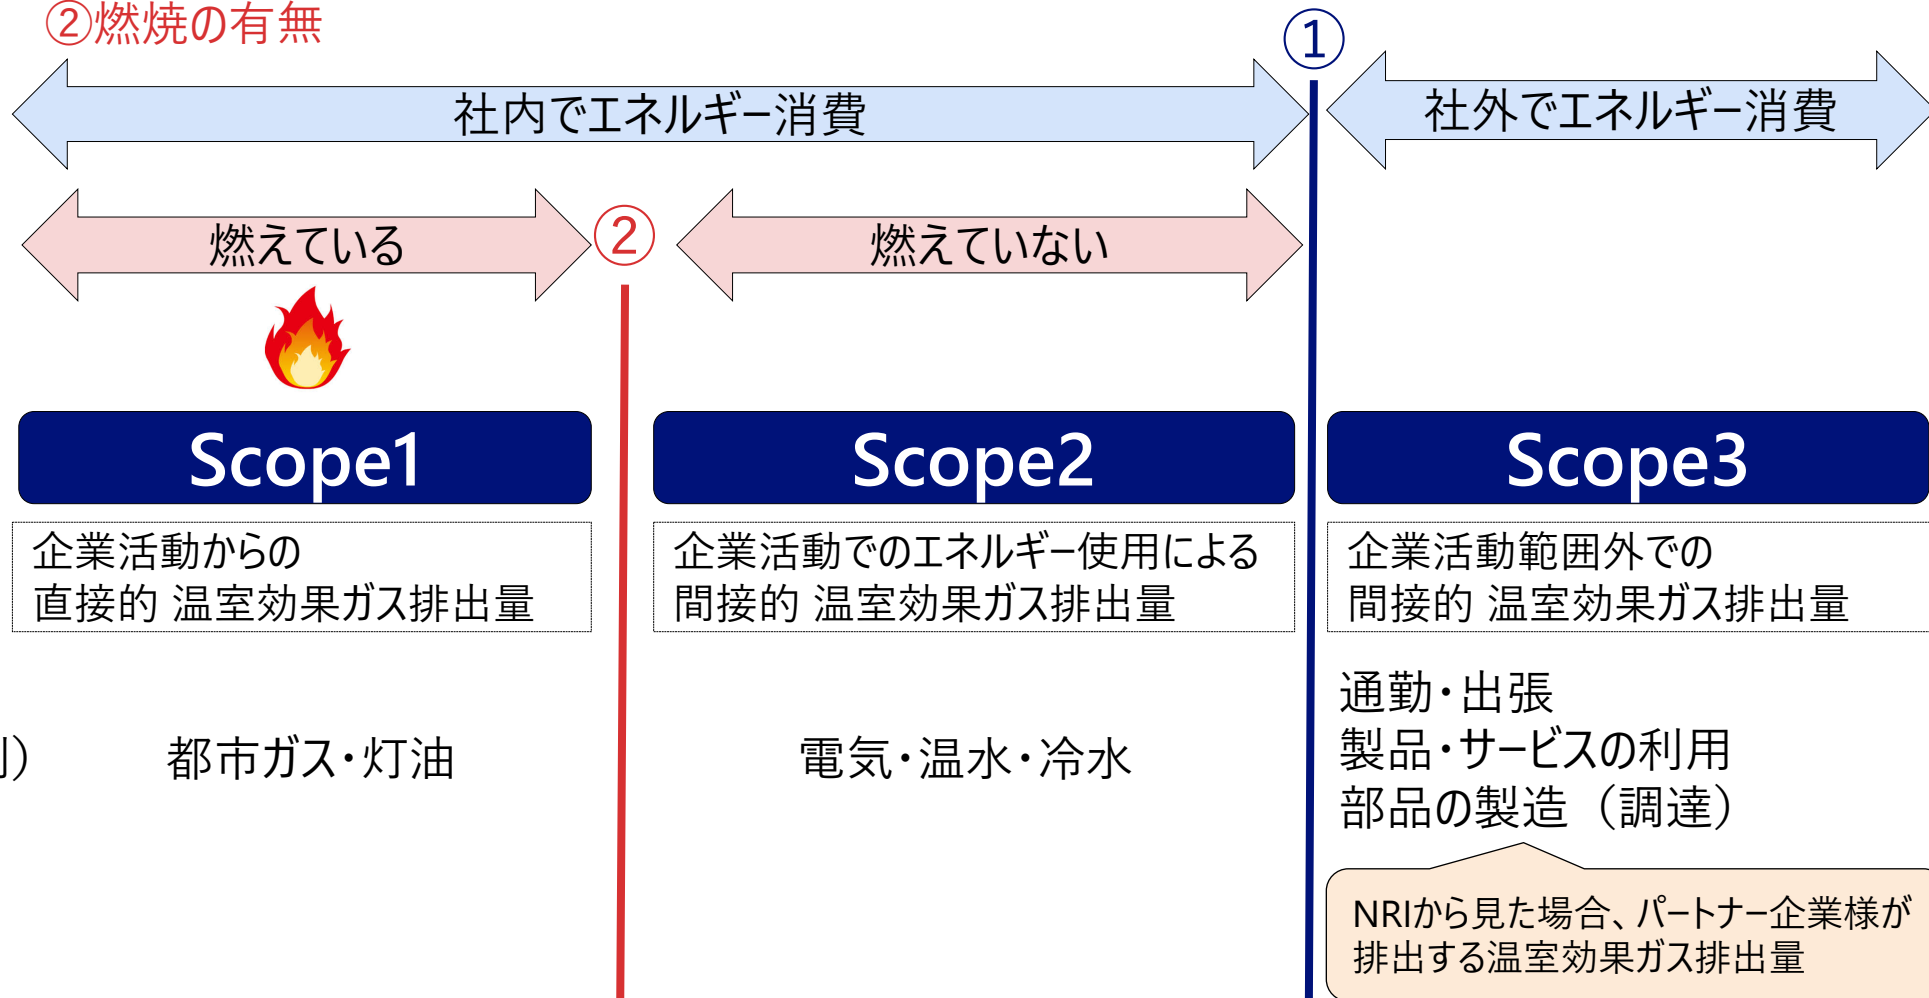 ②燃焼の有無
①
社内でエネルギー消費
社外でエネルギー消費
燃えている
②
燃えていない
Scope1
Scope2
Scope3
企業活動からの
直接的 温室効果ガス排出量
企業活動でのエネルギー使用による
間接的 温室効果ガス排出量
企業活動範囲外での
間接的 温室効果ガス排出量
都市ガス・灯油
電気・温水・冷水
通勤・出張
製品・サービスの利用
部品の製造（調達）
NRIから見た場合、パートナー企業様が
排出する温室効果ガス排出量